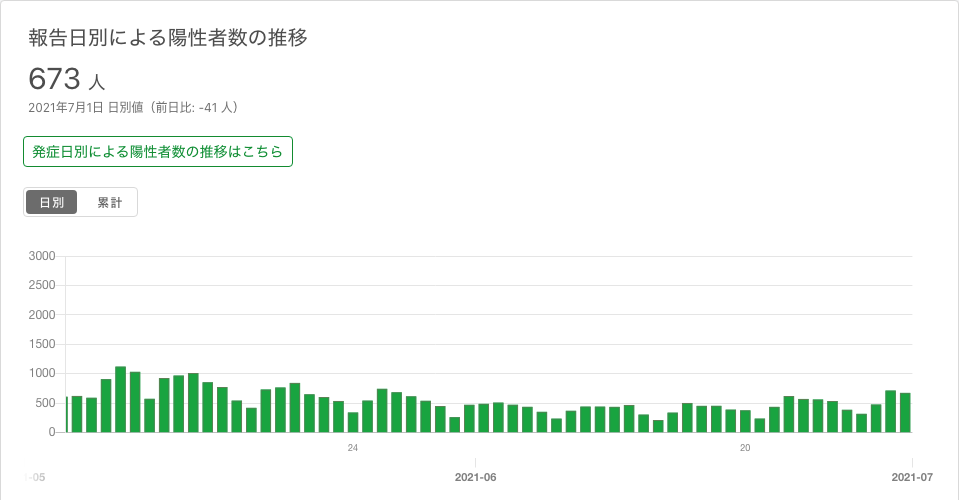 報告日別による陽性者数の推移
673 人
2021年7月1日 日別値（前日比: -41 人）
発症日別による陽性者数の推移はこちら
日別 累計
3000
2500
2000
1500
1000
500
0
24 20
-05 2021-06 2021-07